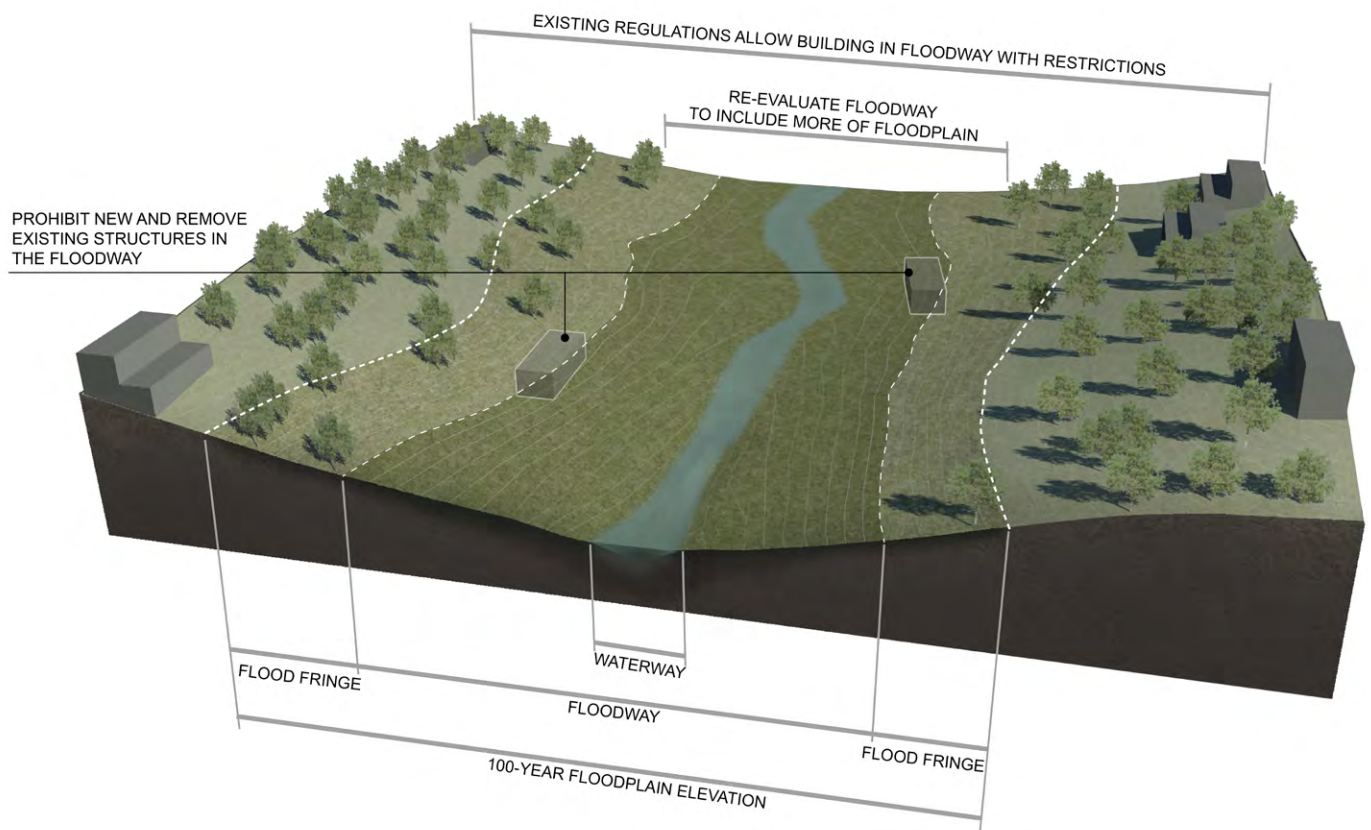 EXISTING REGULATIONS ALLOW BUILDING IN FLOODWAY WITH RESTRICTIONS
RE-EVALUATE FLOODWAY
TO INCLUDE MORE OF FLOODPLAIN
PROHIBIT NEW AND REMOVE
EXISTING STRUCTURES IN
THE FLOODWAY
WATERWAY
FLOOD FRINGE
FLOODWAY
FLOOD FRINGE
100-YEAR FLOODPLAIN ELEVATION